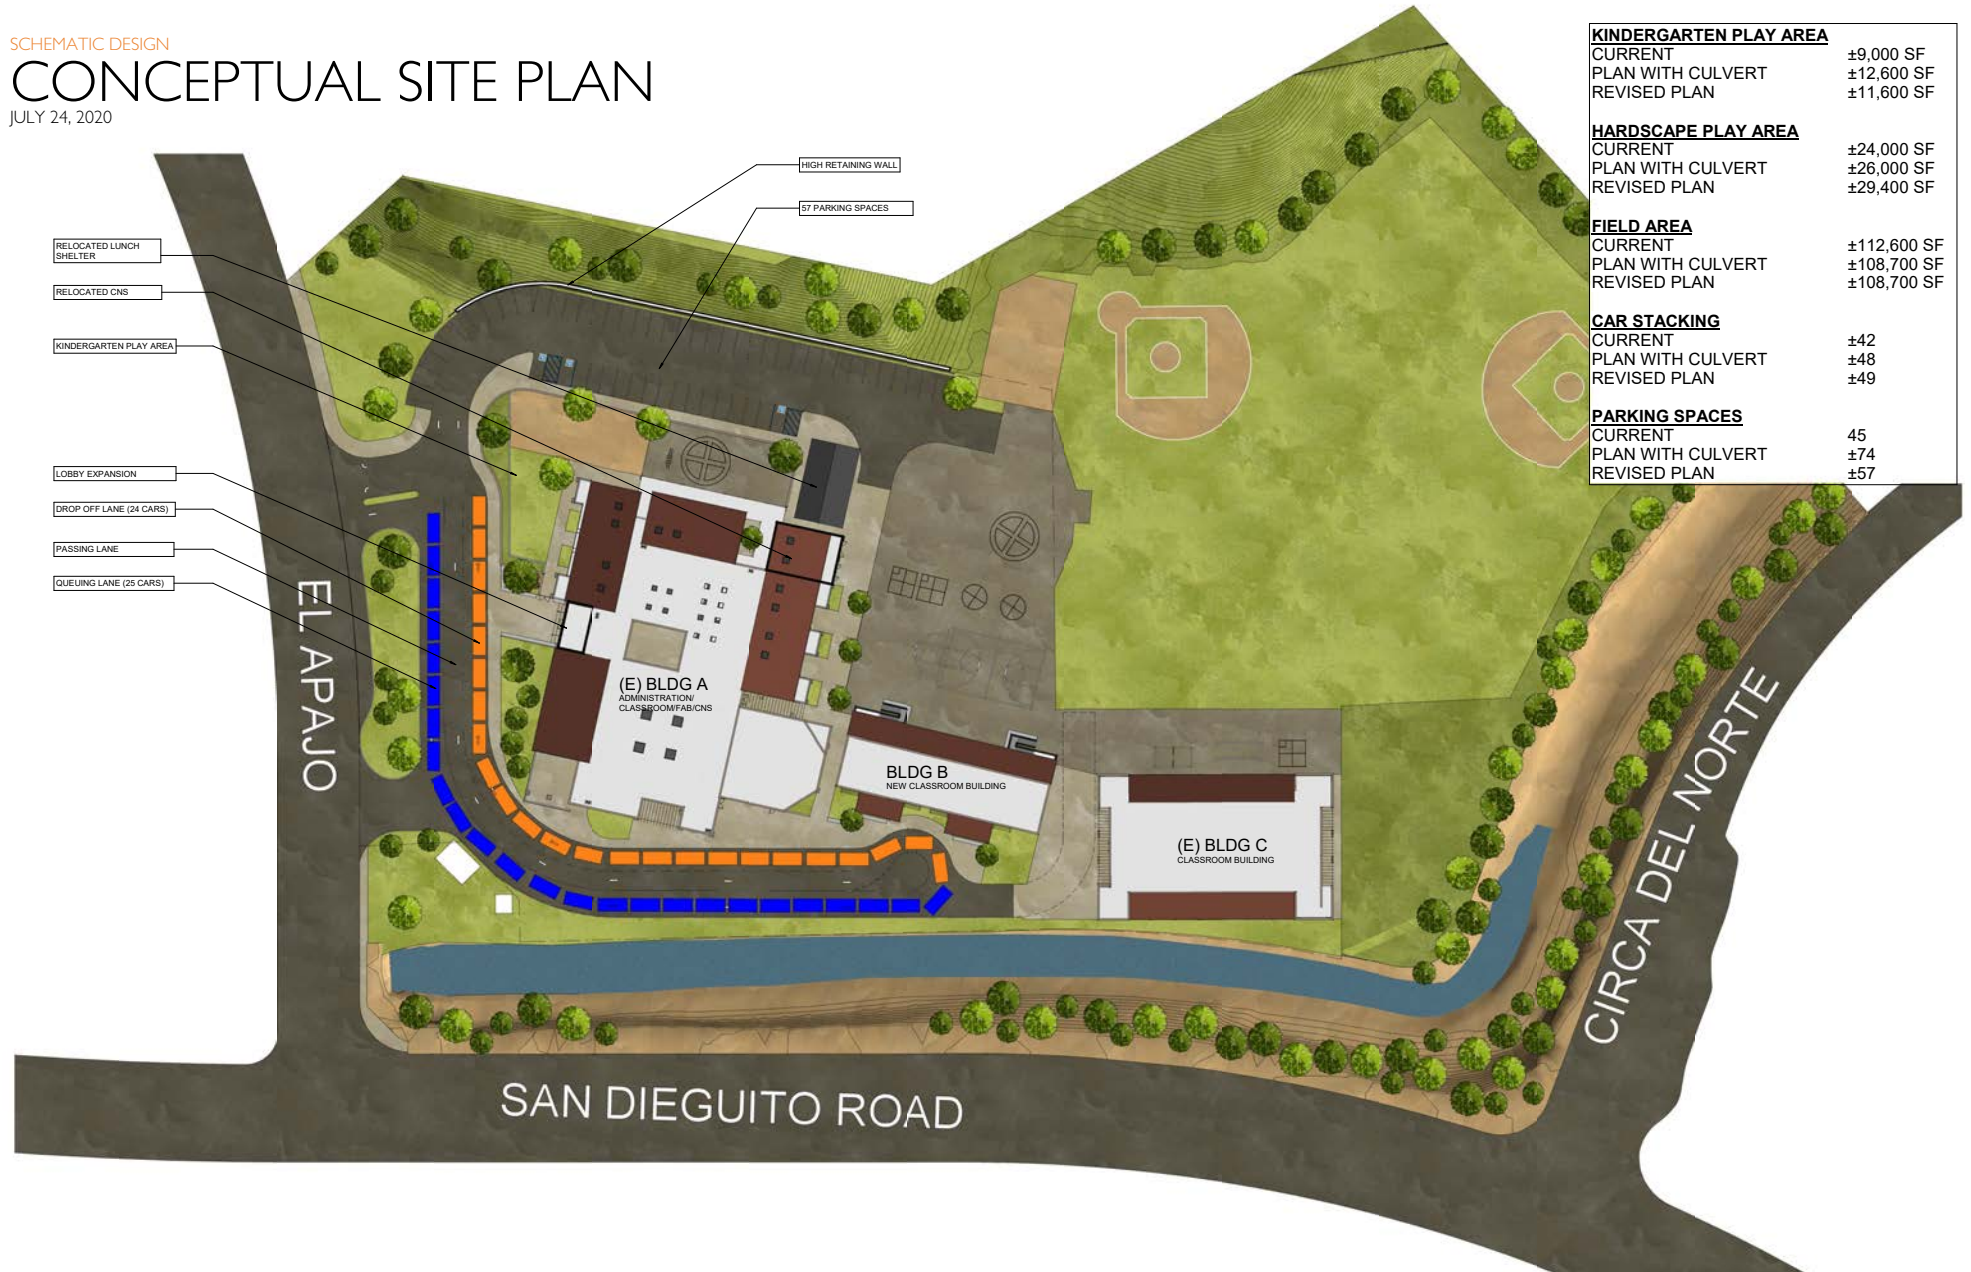 SCHEMATIC DESIGN
CONCEPTUAL SITE PLAN
JULY 24, 2020
KINDERGARTEN PLAY AREA
CURRENT ±9,000 SF
PLAN WITH CULVERT ±12,600 SF
REVISED PLAN ±11,600 SF
HARDSCAPE PLAY AREA
CURRENT ±24,000 SF
PLAN WITH CULVERT ±26,000 SF
REVISED PLAN ±29,400 SF
FIELD AREA
CURRENT ±112,600 SF
PLAN WITH CULVERT ±108,700 SF
REVISED PLAN ±108,700 SF
CAR STACKING
CURRENT ±42
PLAN WITH CULVERT ±48
REVISED PLAN ±49
PARKING SPACES
CURRENT 45
PLAN WITH CULVERT ±74
REVISED PLAN ±57
HIGH RETAINING WALL
57 PARKING SPACES
RELOCATED LUNCH
SHELTER
RELOCATED CNS
KINDERGARTEN PLAY AREA
LOBBY EXPANSION
DROP OFF LANE (24 CARS)
PASSING LANE
QUEUING LANE (25 CARS)
EL APAJO
(E) BLDG A
ADMINISTRATION/
CLASSROOM/FAB/CNS
BLDG B
NEW CLASSROOM BUILDING
(E) BLDG C
CLASSROOM BUILDING
CIRCA DEL NORTE
SAN DIEGUITO ROAD